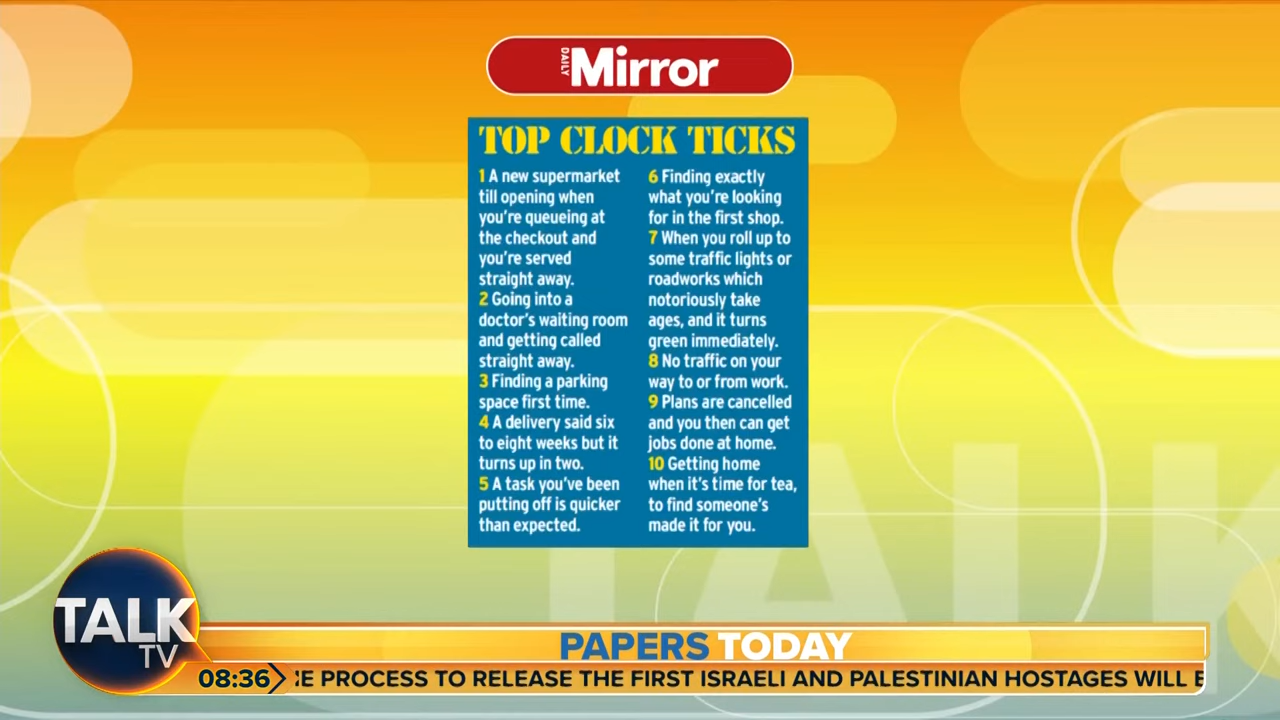 DAILY Mirror
TOP CLOCK TICKS
1 A new supermarket
till opening when
you're queueing at
the checkout and
you're served
straight away.
2 Going into a
doctor's waiting room
and getting called
straight away.
3 Finding a parking
space first time.
4 A delivery said six
to eight weeks but it
turns up in two.
5 A task you've been
putting off is quicker
than expected.
6 Finding exactly
what you're looking
for in the first shop.
7 When you roll up to
some traffic lights or
roadworks which
notoriously take
ages, and it turns
green immediately.
8 No traffic on your
way to or from work.
9 Plans are cancelled
and you then can get
jobs done at home.
10 Getting home
when it's time for tea,
to find someone's
made it for you.
TALK
TALK
TV
PAPERS TODAY
08:36
PROCESS TO RELEASE THE FIRST ISRAELI AND PALESTINIAN HOSTAGES WILL